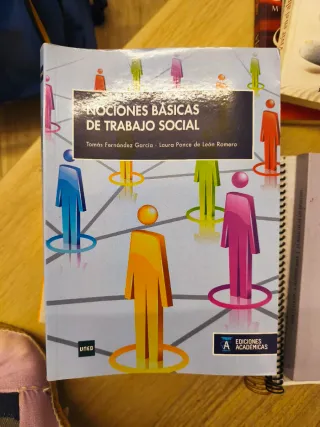 NOCIONES BÁSICAS
DE TRABAJO SOCIAL
Tomás Fernández García · Laura Ponce de León Romero
UNED
A
EDICIONES
ACADÉMICAS